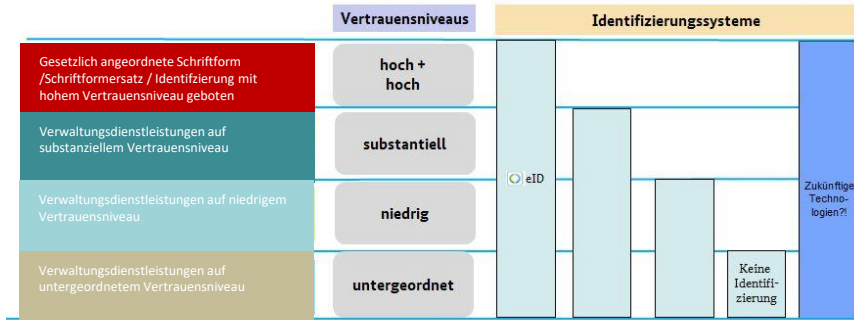 Vertrauensniveaus
Identifizierungssysteme
Gesetzlich angeordnete Schriftform
/Schriftformersatz / Identifzierung mit
hohem Vertrauensniveau geboten
hoch +
hoch
Verwaltungsdienstleistungen auf
substanziellem Vertrauensniveau
substantiell
Verwaltungsdienstleistungen auf niedrigem
Vertrauensniveau
niedrig
Verwaltungsdienstleistungen auf
untergeordnetem Vertrauensniveau
untergeordnet
eID
Keine
Identifi-
zierung
Zukünftige
Techno-
logien?!